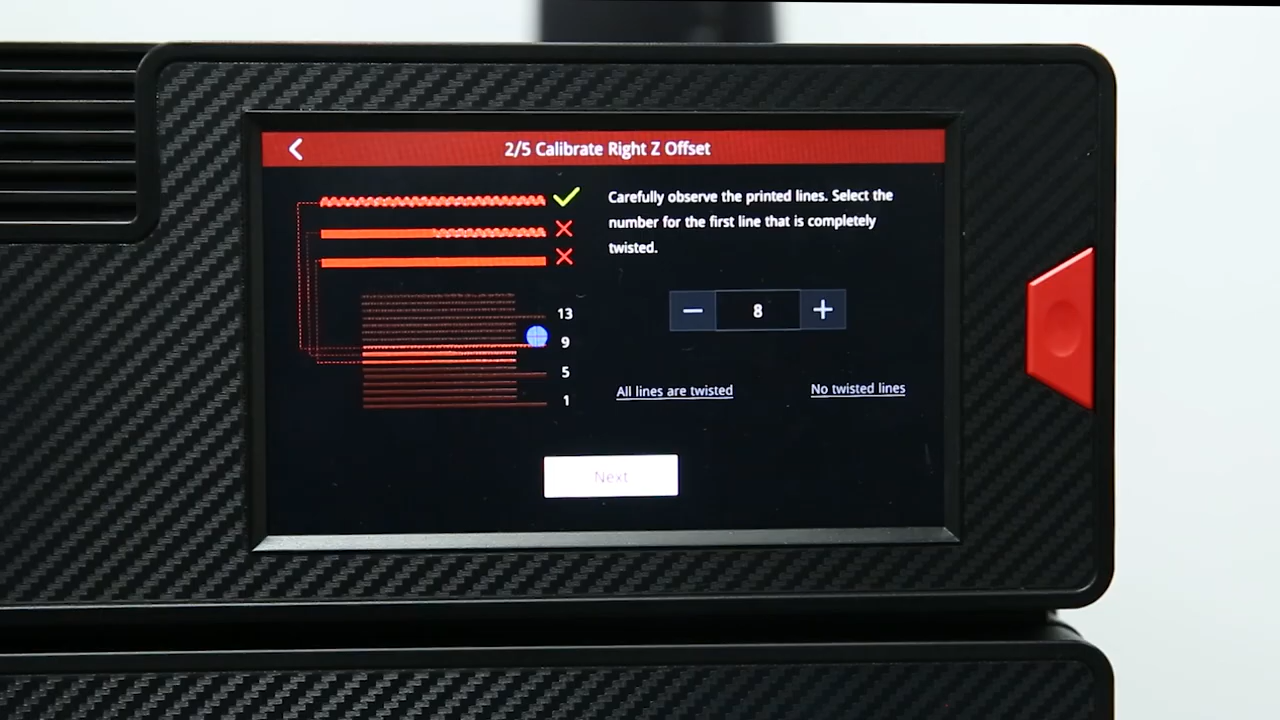 2/5 Calibrate Right Z Offset
Carefully observe the printed lines. Select the
number for the first line that is completely
twisted.
13
9
5
1
8
All lines are twisted
No twisted lines
Next